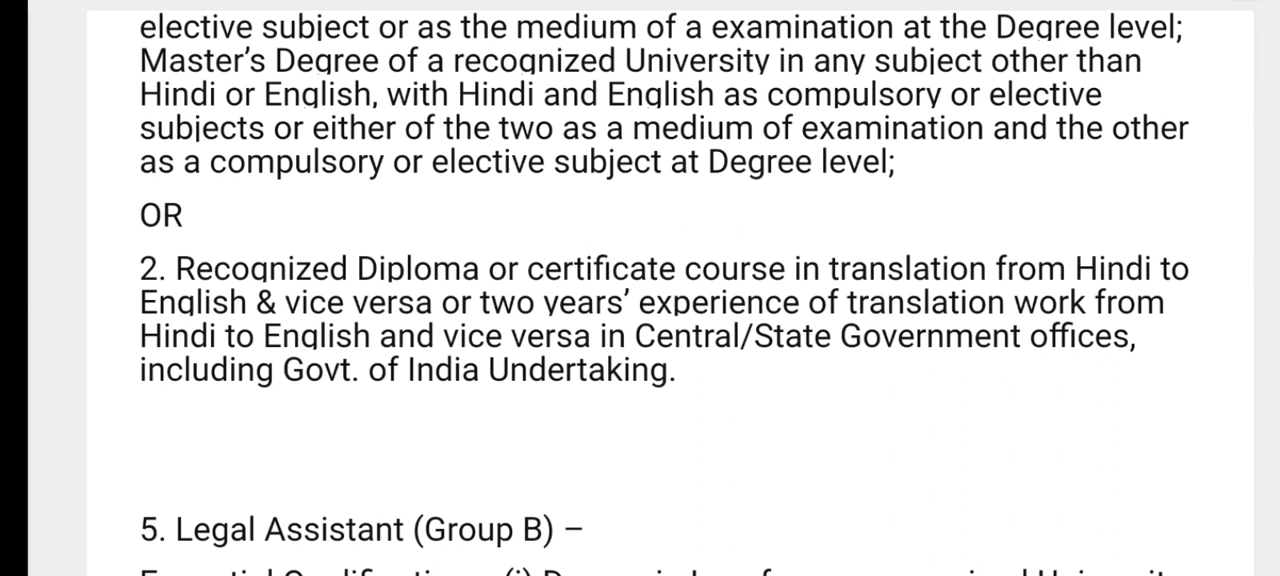 elective subject or as the medium of a examination at the Degree level;
Master's Degree of a recognized University in any subject other than
Hindi or English, with Hindi and English as compulsory or elective
subjects or either of the two as a medium of examination and the other
as a compulsory or elective subject at Degree level;
OR
2. Recognized Diploma or certificate course in translation from Hindi to
English & vice versa or two years’ experience of translation work from
Hindi to English and vice versa in Central/State Government offices,
including Govt. of India Undertaking.
5. Legal Assistant (Group B) –